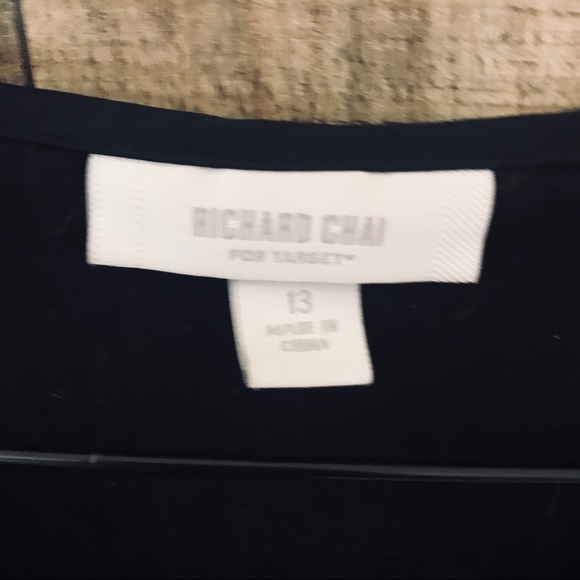 RICHARD CHAI
FOR TARGET®
13
MADE IN
CHINA